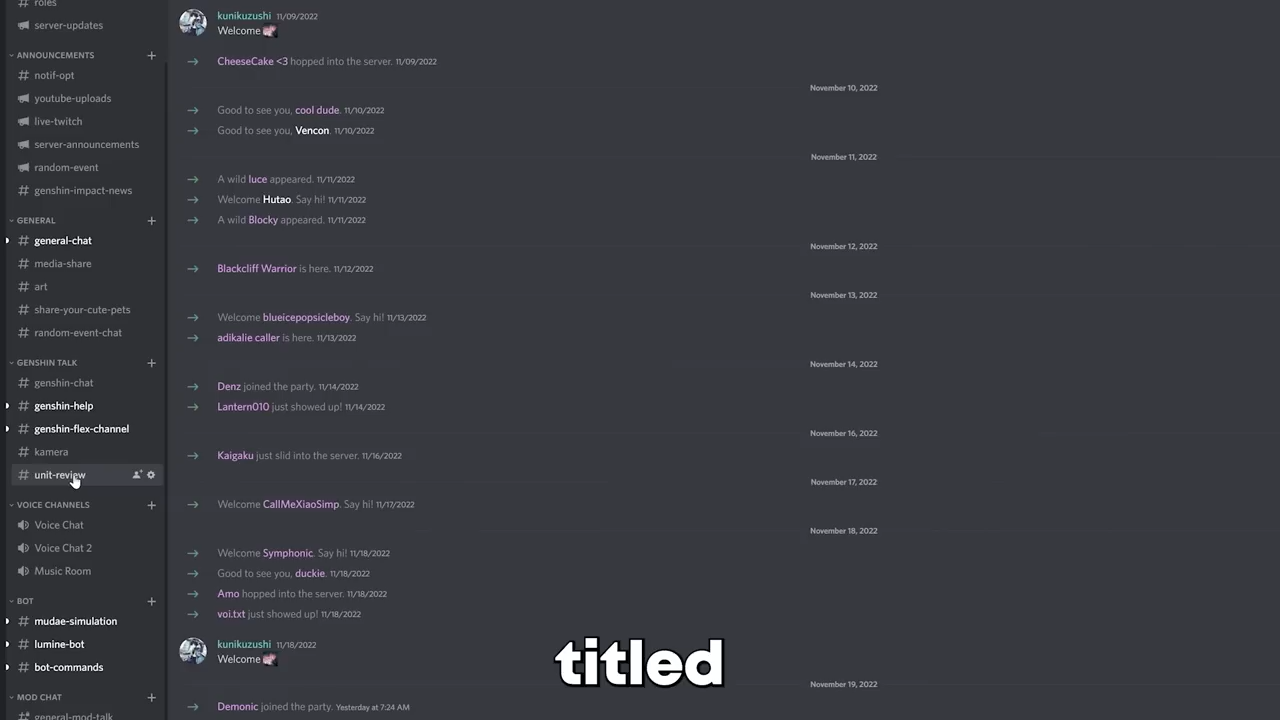 roles
server-updates
ANNOUNCEMENTS
notif-opt
youtube-uploads
live-twitch
server-announcements
random-event
genshin-impact-news
GENERAL
general-chat
media-share
art
share-your-cute-pets
random-event-chat
GENSHIN TALK
genshin-chat
genshin-help
genshin-flex-channel
kamera
unit-review
VOICE CHANNELS
Voice Chat
Voice Chat 2
Music Room
BOT
mudae-simulation
lumine-bot
bot-commands
MOD CHAT
general-mod-talk
kunikuzushi 11/09/2022
Welcome
CheeseCake <3 hopped into the server. 11/09/2022
November 10, 2022
Good to see you, cool dude. 11/10/2022
Good to see you, Vencon. 11/10/2022
November 11, 2022
A wild luce appeared. 11/11/2022
Welcome Hutao. Say hi! 11/11/2022
A wild Blocky appeared. 11/11/2022
November 12, 2022
Blackcliff Warrior is here. 11/12/2022
November 13, 2022
Welcome blueicepopsicleboy. Say hi! 11/13/2022
adikalie caller is here. 11/13/2022
November 14, 2022
Denz joined the party. 11/14/2022
Lantern010 just showed up! 11/14/2022
November 16, 2022
Kaigaku just slid into the server. 11/16/2022
November 17, 2022
Welcome CallMeXiaoSimp. Say hi! 11/17/2022
November 18, 2022
Welcome Symphonic. Say hi! 11/18/2022
Good to see you, duckie. 11/18/2022
Amo hopped into the server. 11/18/2022
voi.txt just showed up! 11/18/2022
kunikuzushi 11/18/2022
Welcome
titled
November 19, 2022
Demonic joined the party. Yesterday at 7:24 AM